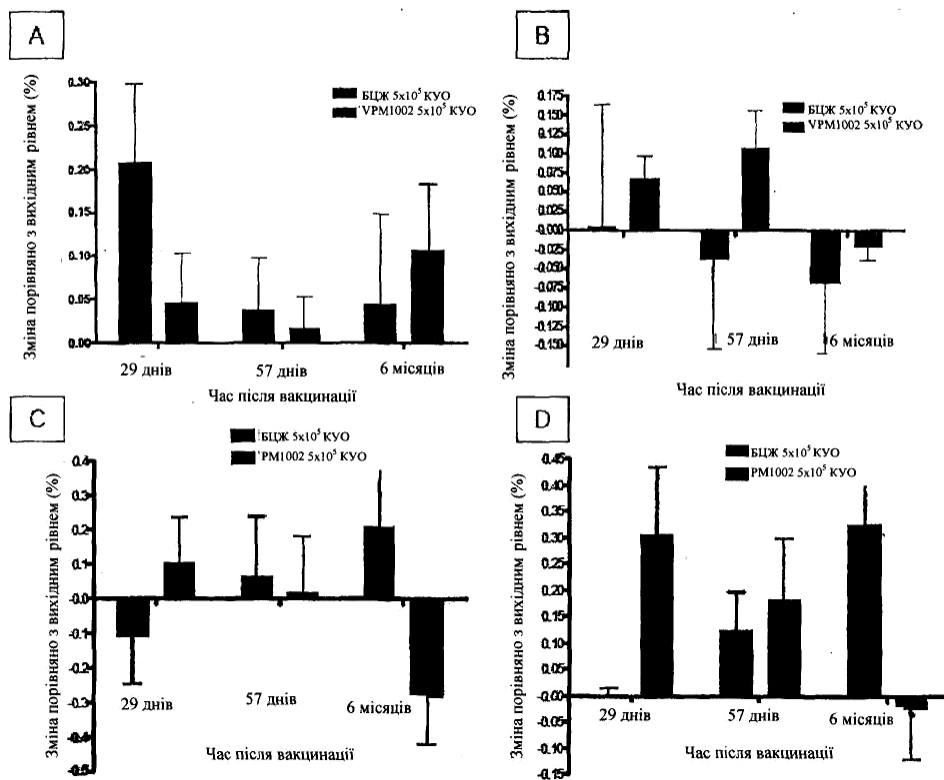 A
Зміна порівняно з вихідним рівнем (%)
0.30
0.25
0.20
0.15
0.10
0.05
0.00
БЦЖ 5x10⁵ КУО
VPM1002 5x10⁵ КУО
29 днів
57 днів
6 місяців
Час після вакцинації
B
Зміна порівняно з вихідним рівнем (%)
0.175
0.150
0.125
0.100
0.075
0.050
0.025
-0.000
-0.025
-0.050
-0.075
-0.100
-0.125
-0.150
БЦЖ 5x10⁵ КУО
VPM1002 5x10⁵ КУО
29 днів
57 днів
6 місяців
Час після вакцинації
C
Зміна порівняно з вихідним рівнем (%)
0.4
0.3
0.2
0.1
-0.0
-0.1
-0.2
-0.3
-0.4
-0.5
БЦЖ 5x10⁵ КУО
PM1002 5x10⁵ КУО
29 днів
57 днів
6 місяців
Час після вакцинації
D
Зміна порівняно з вихідним рівнем (%)
0.45
0.40
0.35
0.30
0.25
0.20
0.15
0.10
0.05
-0.00
-0.05
-0.10
-0.15
БЦЖ 5x10⁵ КУО
PM1002 5x10⁵ КУО
29 днів
57 днів
6 місяців
Час після вакцинації